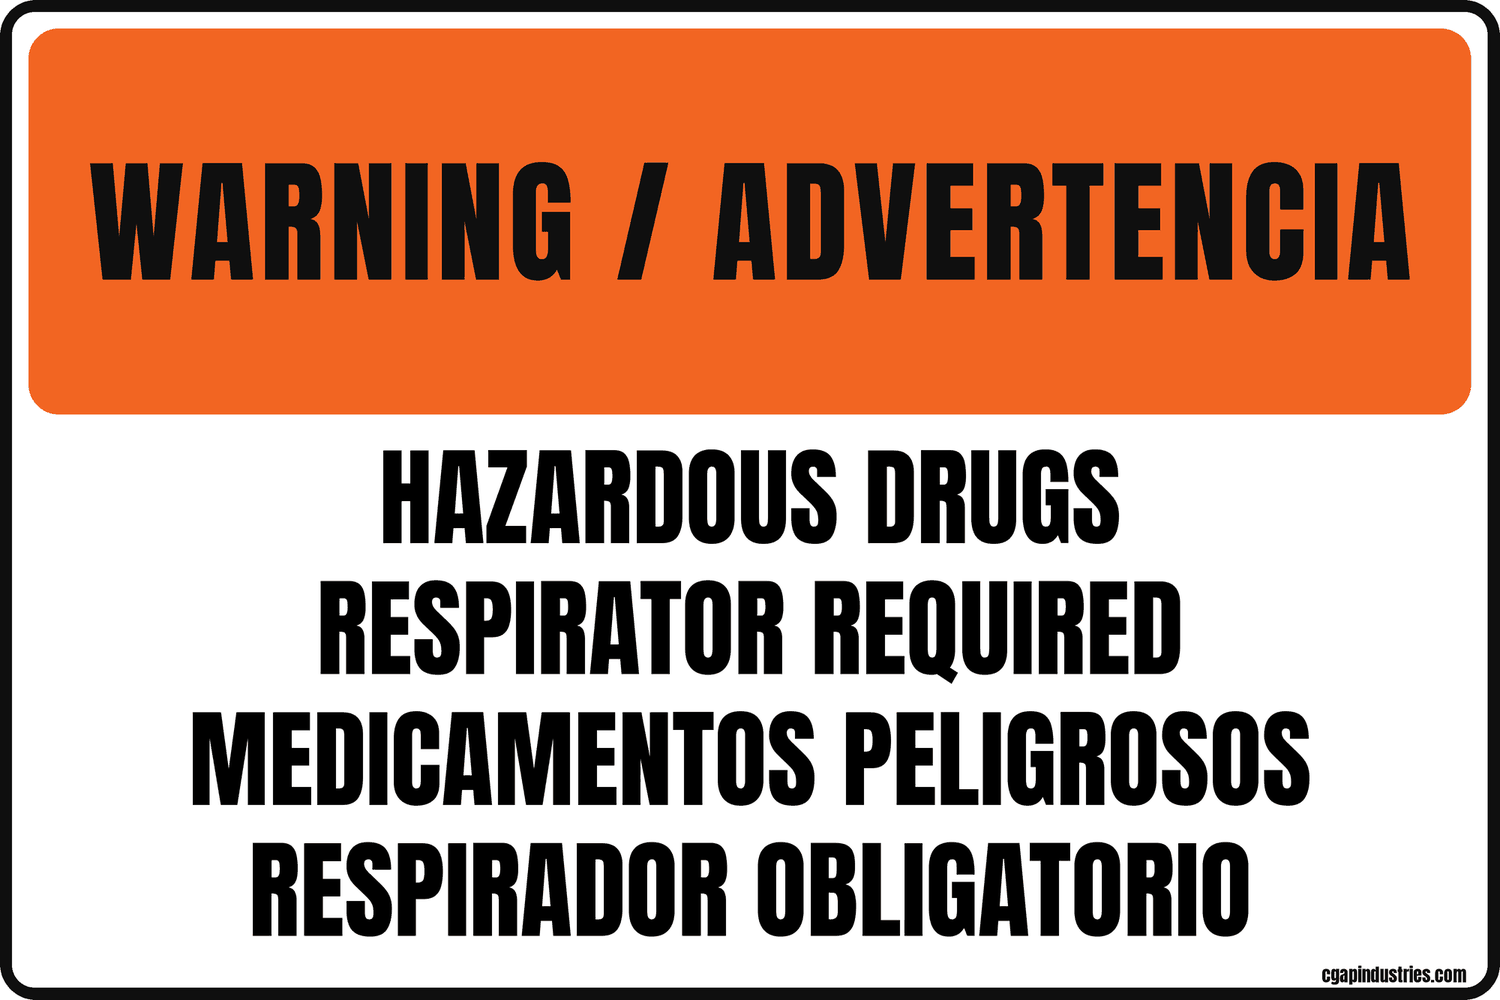 WARNING / ADVERTENCIA
HAZARDOUS DRUGS
RESPIRATOR REQUIRED
MEDICAMENTOS PELIGROSOS
RESPIRADOR OBLIGATORIO
cgapindustries.com